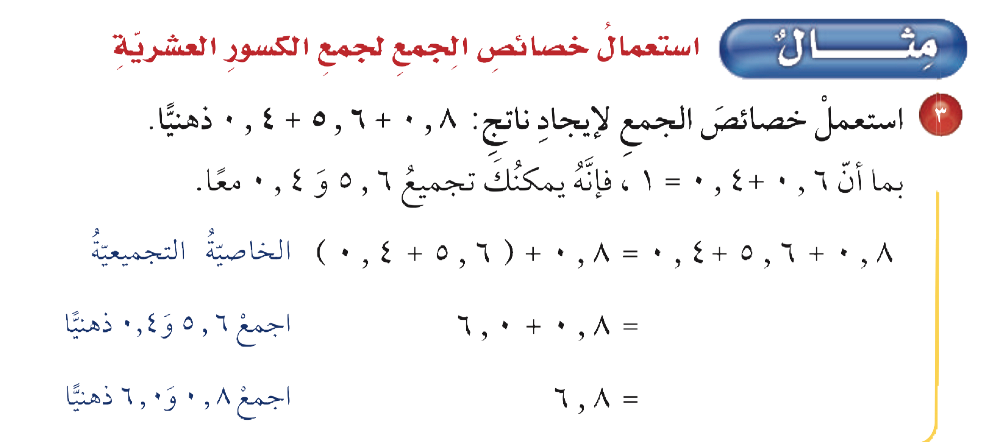 مِثـالٌ استعمالُ خصائصِ الجمعِ لجمعِ الكسورِ العشريّةِ
٣ استعملْ خصائصَ الجمعِ لإيجادِ ناتجِ: ٠,٨ + ٥,٦ + ٠,٤ ذهنيًّا.
بما أنّ ٠,٦ + ٠,٤ = ١ ، فإنَّهُ يمكنُكَ تجميعُ ٥,٦ وَ ٠,٤ معًا.
٠,٨ + ٥,٦ + ٠,٤ = ٠,٨ + ( ٥,٦ + ٠,٤ ) الخاصيّةُ التجميعيّةُ
= ٠,٨ + ٦,٠ اجمعْ ٥,٦ وَ ٠,٤ ذهنيًّا
= ٦,٨ اجمعْ ٠,٨ وَ ٦,٠ ذهنيًّا